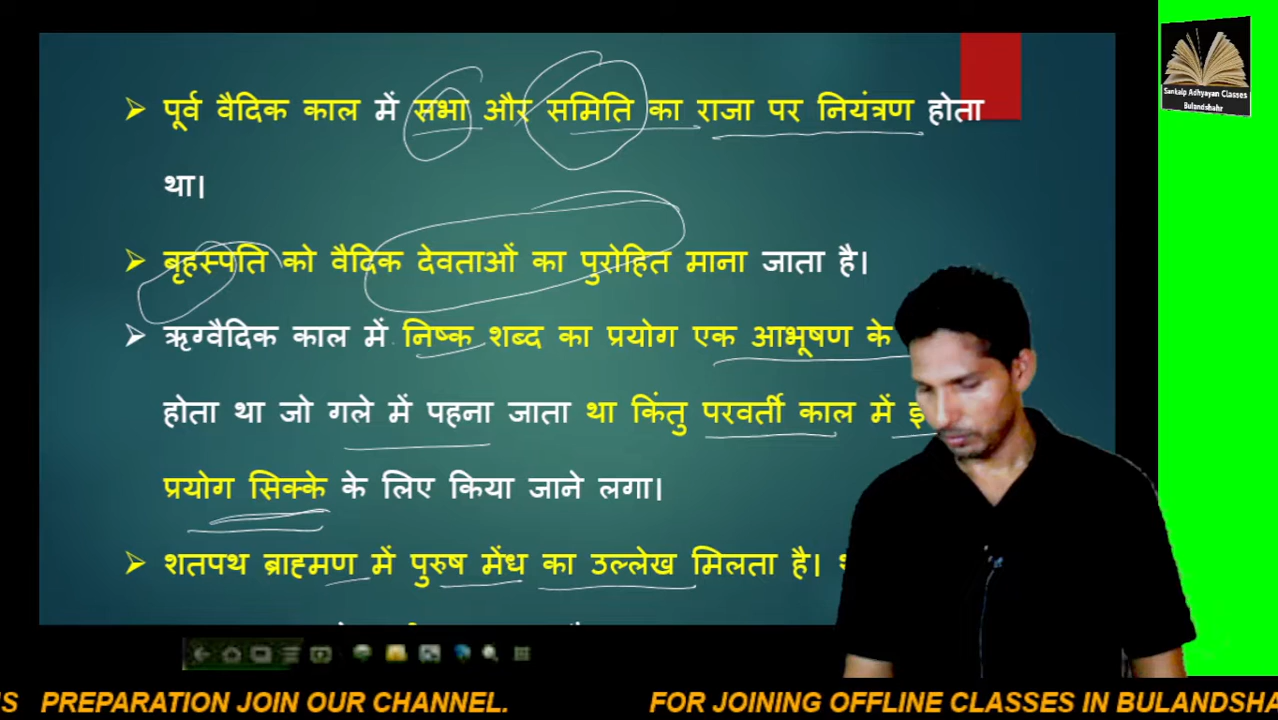 पूर्व वैदिक काल में सभा और समिति का राजा पर नियंत्रण होता
था।
बृहस्पति को वैदिक देवताओं का पुरोहित माना जाता है।
ऋग्वैदिक काल में निष्क शब्द का प्रयोग एक आभूषण के
होता था जो गले में पहना जाता था किंतु परवर्ती काल में
प्रयोग सिक्के के लिए किया जाने लगा।
शतपथ ब्राह्मण में पुरुष मेंध का उल्लेख मिलता है।
Sankalp Adhyayan Classes
Bulandshahr
PREPARATION JOIN OUR CHANNEL. FOR JOINING OFFLINE CLASSES IN BULANDSHA